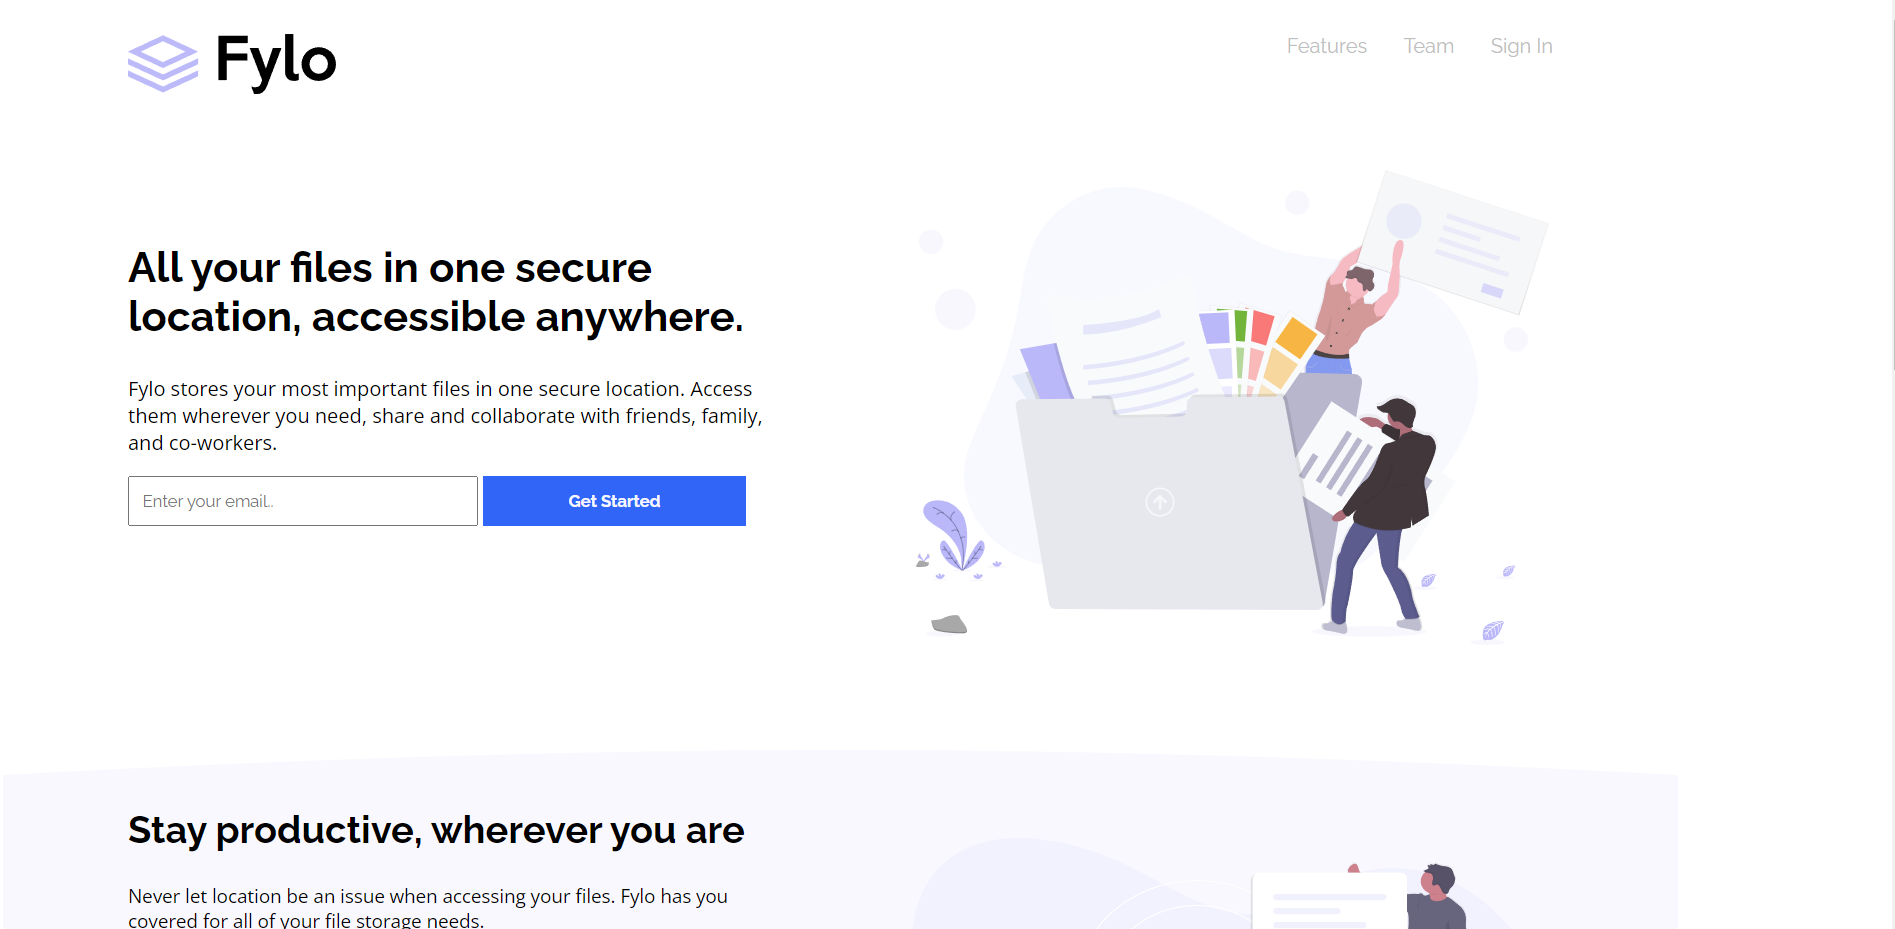 Fylo
Features
Team
Sign In
All your files in one secure
location, accessible anywhere.
Fylo stores your most important files in one secure location. Access
them wherever you need, share and collaborate with friends, family,
and co-workers.
Enter your email..
Get Started
Stay productive, wherever you are
Never let location be an issue when accessing your files. Fylo has you
covered for all of your file storage needs.